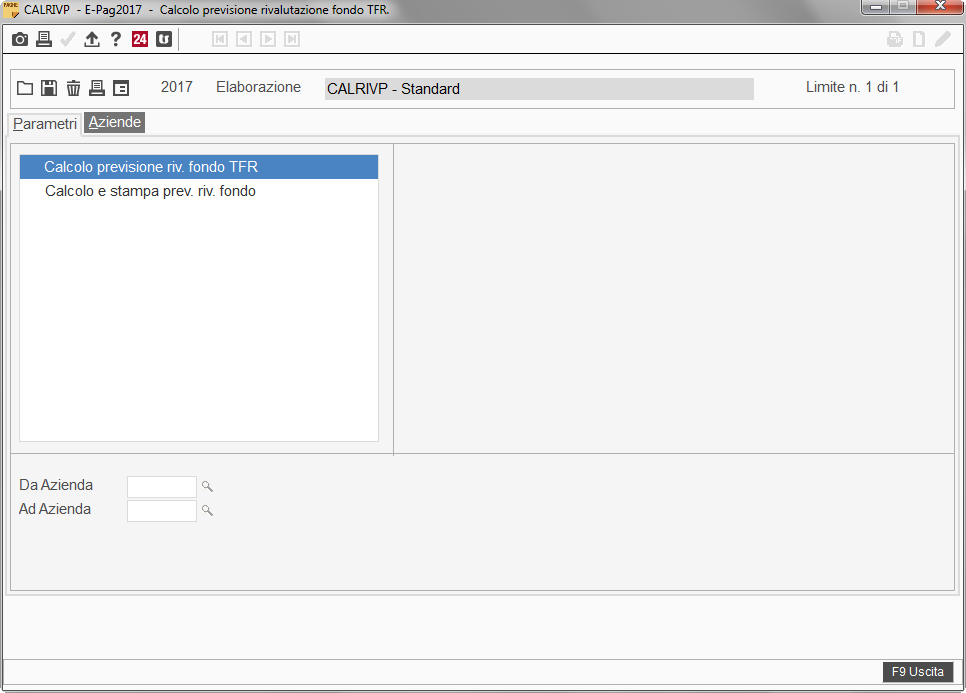 CALRIVP - E-Pag2017 - Calcolo previsione rivalutazione fondo TFR.
? 24
2017 Elaborazione CALRIVP - Standard Limite n. 1 di 1
Parametri Aziende
Calcolo previsione riv. fondo TFR
Calcolo e stampa prev. riv. fondo
Da Azienda
Ad Azienda
F9 Uscita